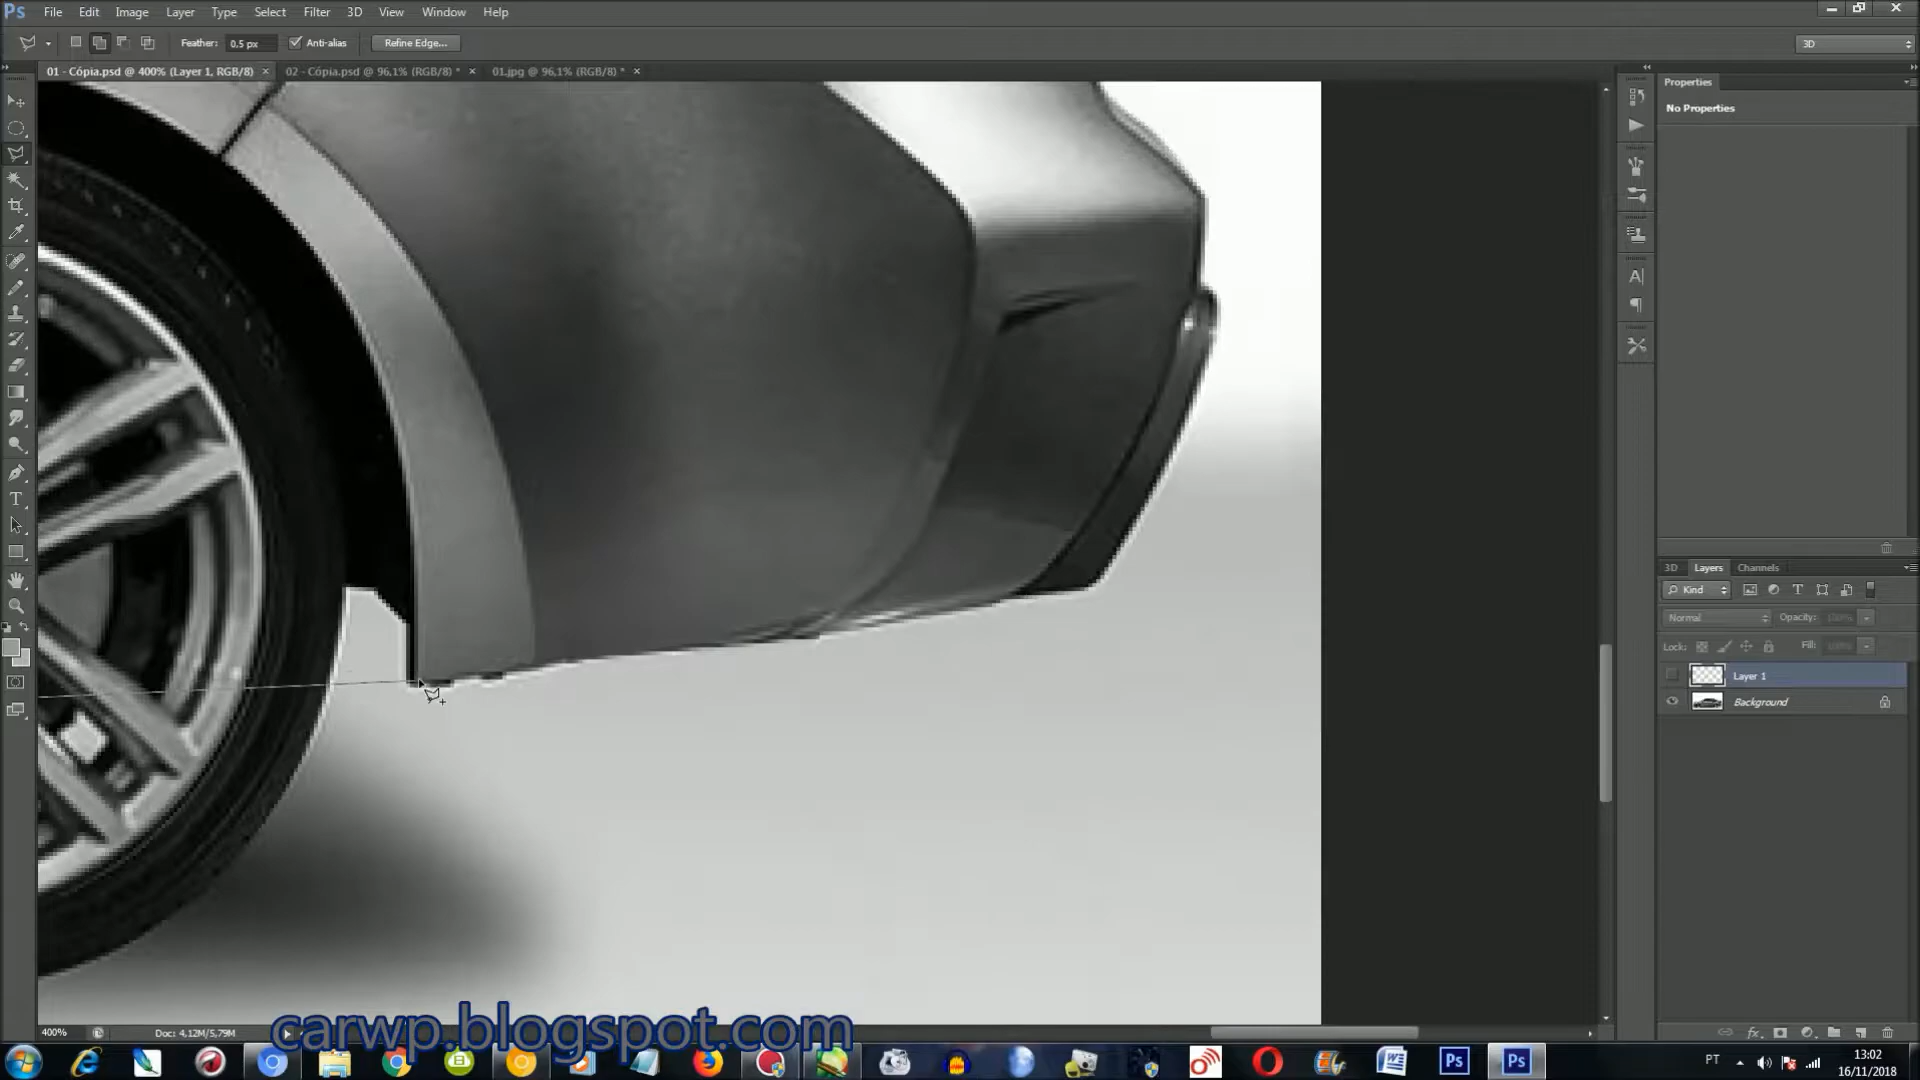 Ps File Edit Image Layer Type Select Filter 3D View Window Help
Feather: 0,5 px Anti-alias Refine Edge... 3D
01 - Cópia.psd @ 400% (Layer 1, RGB/8) × 02 - Cópia.psd @ 96,1% (RGB/8) * × 01.jpg @ 96,1% (RGB/8) * ×
Properties
No Properties
3D Layers Channels
Kind
Normal Opacity: 100%
Lock: Fill: 100%
Layer 1
Background
400% Doc: 4,12M/5,79M
carwp.blogspot.com
PT 13:02
16/11/2018